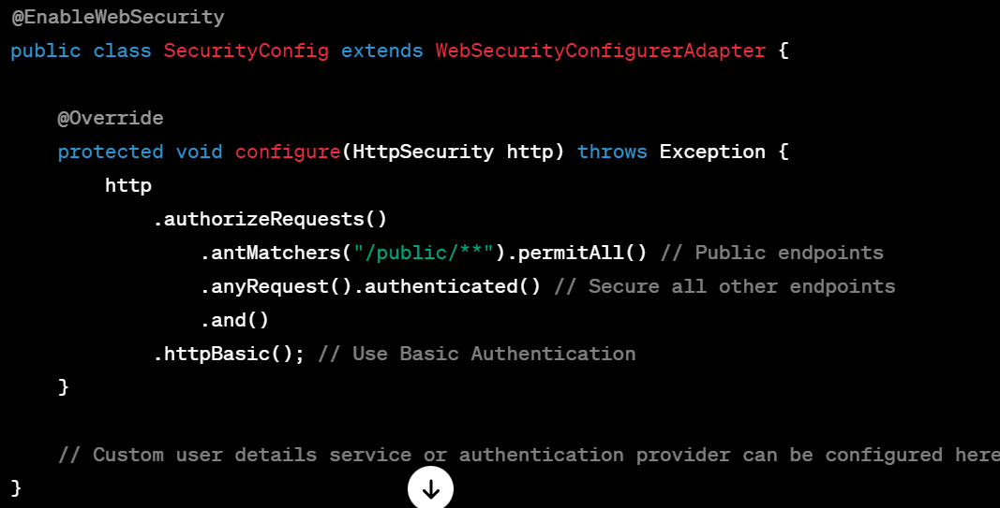 @EnableWebSecurity
public class SecurityConfig extends WebSecurityConfigurerAdapter {
@Override
protected void configure(HttpSecurity http) throws Exception {
http
.authorizeRequests()
.antMatchers("/public/**").permitAll() // Public endpoints
.anyRequest().authenticated() // Secure all other endpoints
.and()
.httpBasic(); // Use Basic Authentication
}
// Custom user details service or authentication provider can be configured here
}